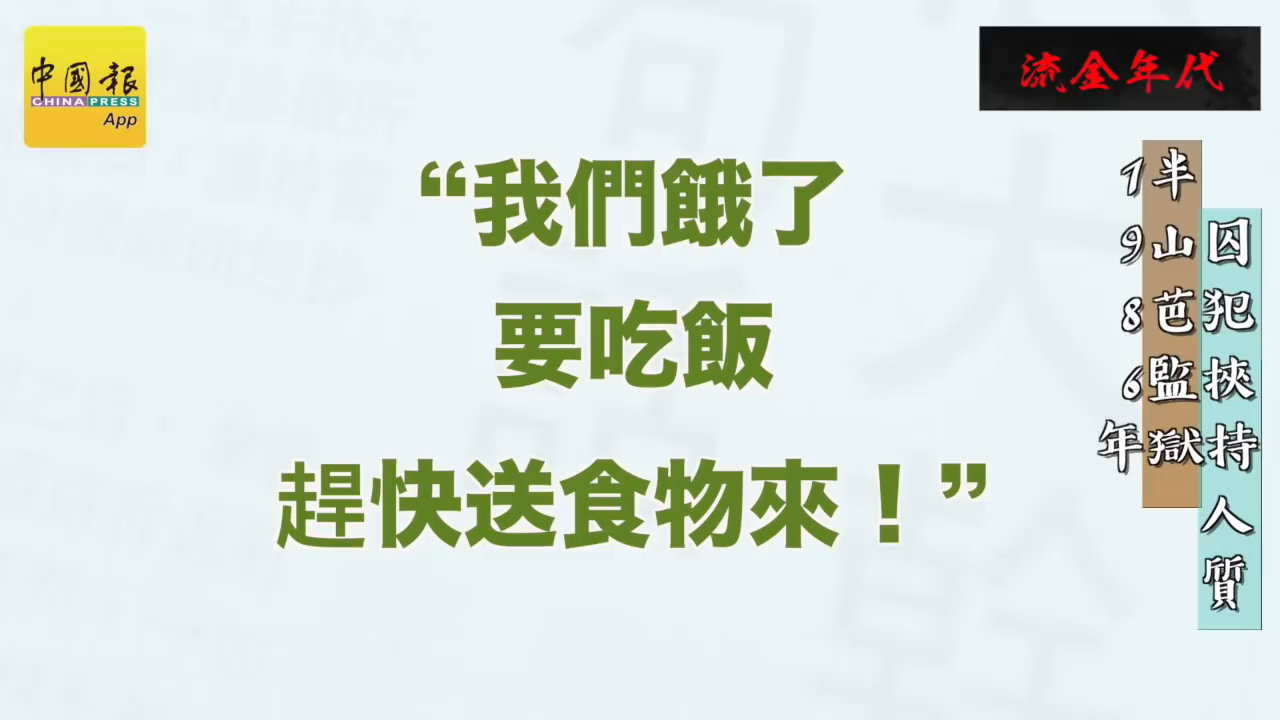 中國報
CHINA PRESS
App
流金年代
“我們餓了
要吃飯
趕快送食物來！”
1986年
半山芭監獄
囚犯挾持人質